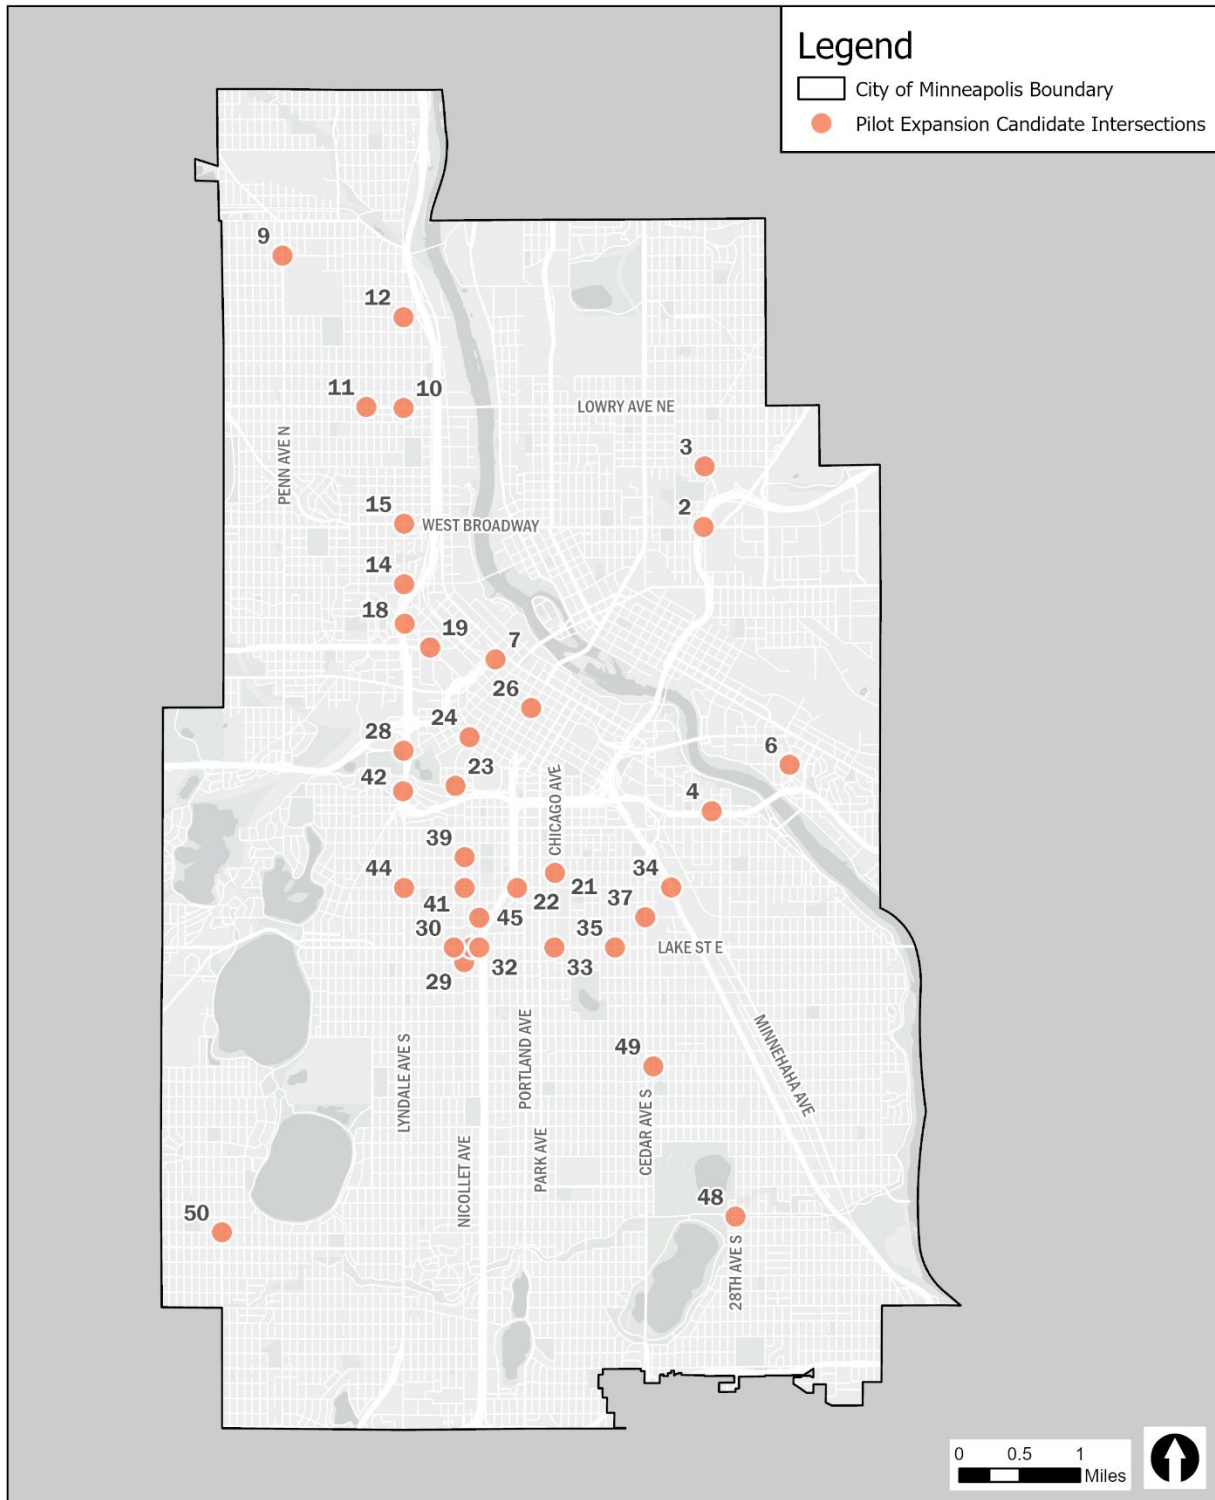 Legend
City of Minneapolis Boundary
Pilot Expansion Candidate Intersections
9
12
11
10
LOWRY AVE NE
PENN AVE N
3
15
WEST BROADWAY
2
14
18
19
7
26
24
28
23
6
42
4
CHICAGO AVE
39
44
34
41
22
21
37
45
30
35
LAKE ST E
29
32
33
MINNEHAHA AVE
PORTLAND AVE
LYNDALE AVE S
49
CEDAR AVE S
PARK AVE
NICOLLET AVE
48
50
28TH AVE S
0 0.5 1
Miles